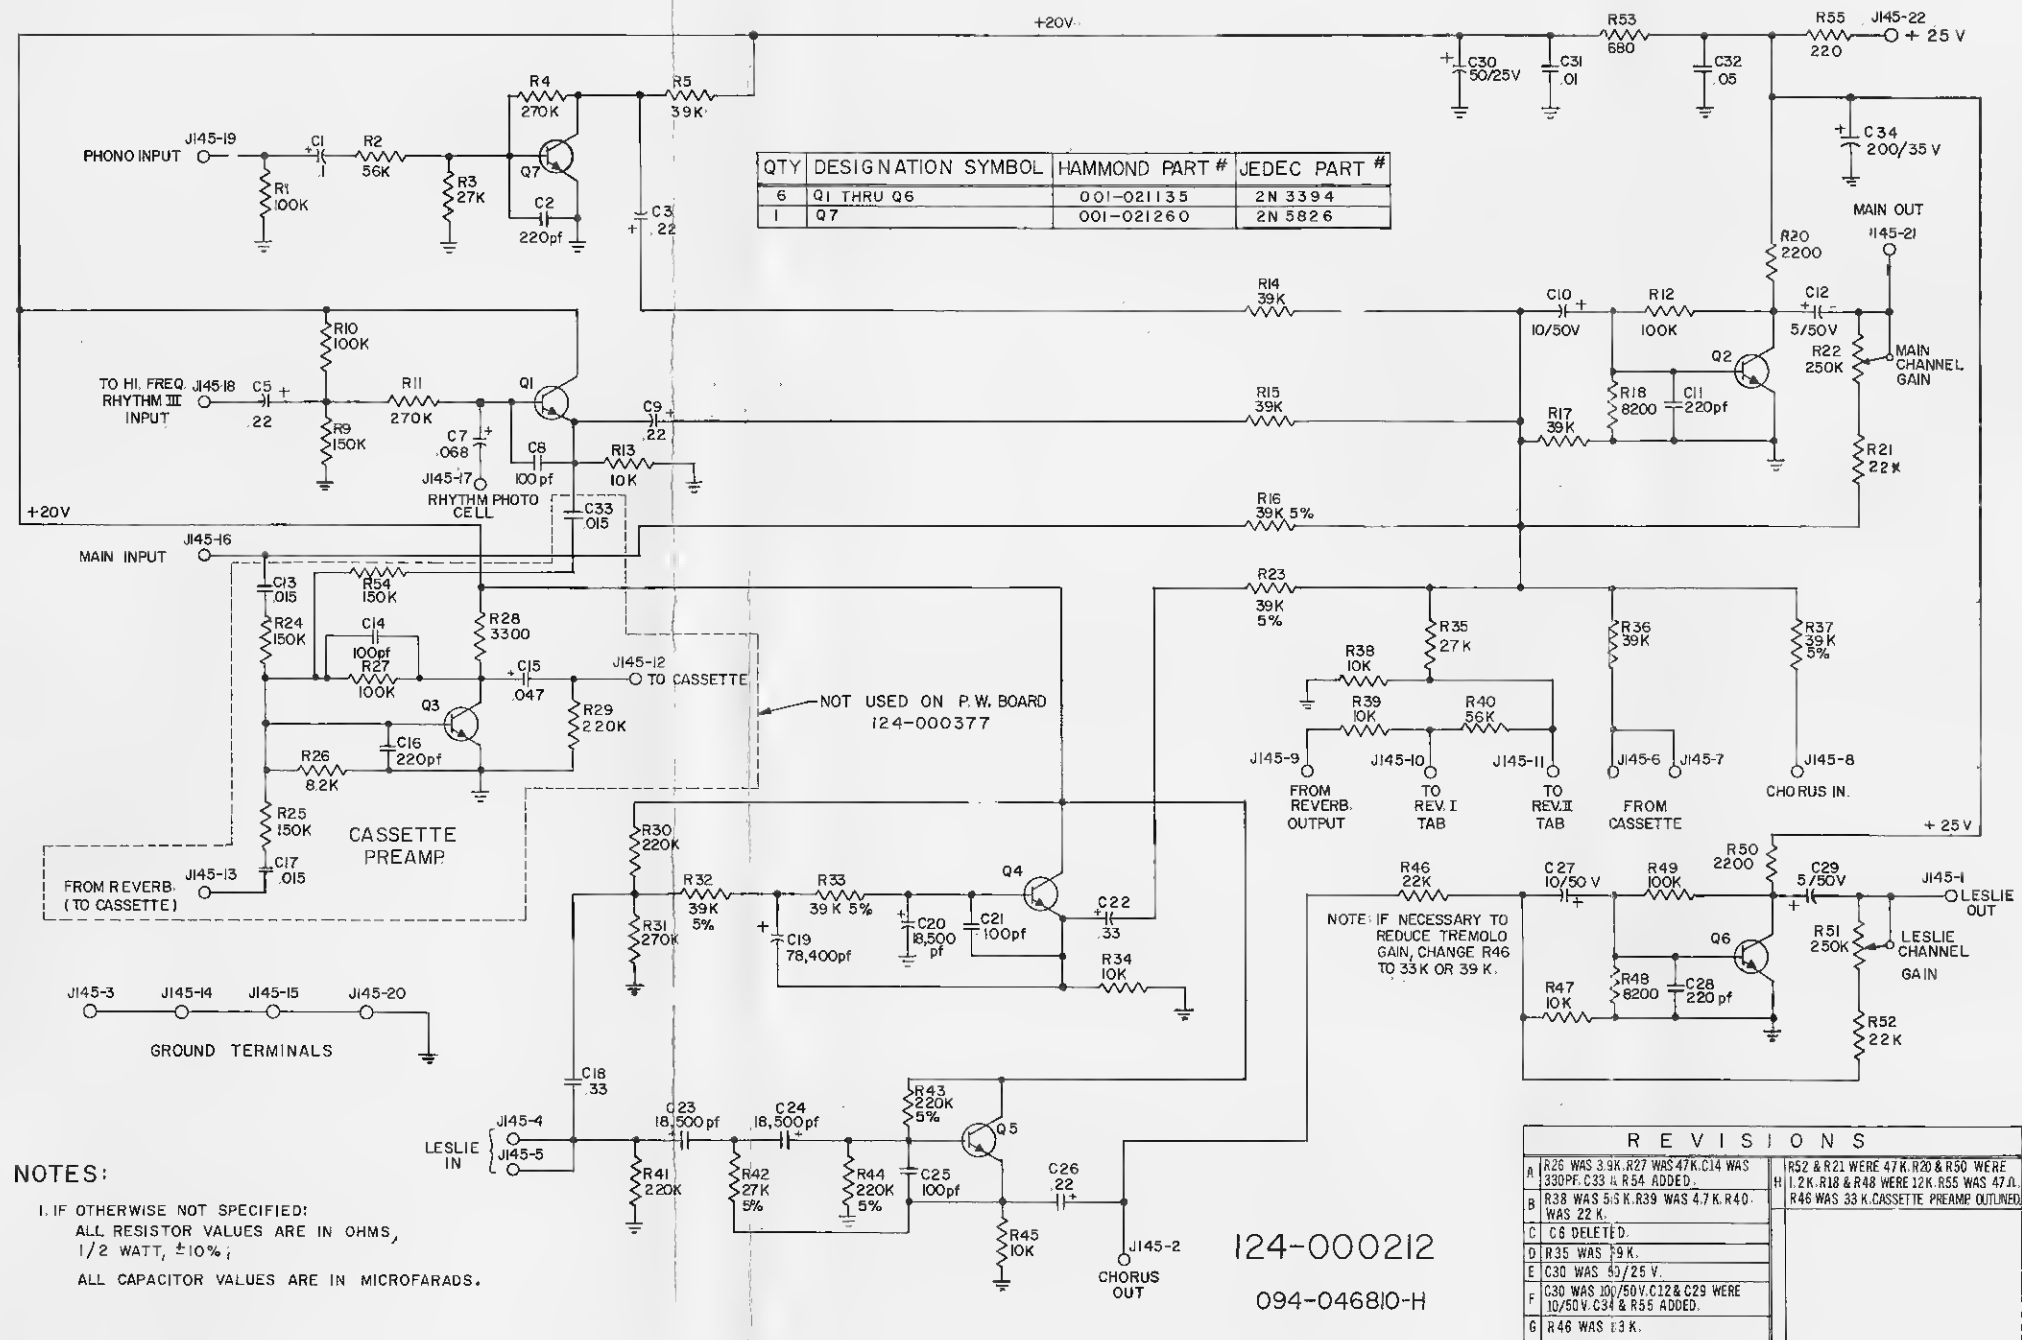 +20V
R53
680
R55
220
J145-22
+ 25 V
+ C30
50/25V
C31
.01
C32
.05
R4
270K
R5
3.9K
+ C34
200/35 V
PHONO INPUT
J145-19
+ C1
.1
R2
56K
Q7
R1
100K
R3
27K
C2
220pf
C3
+ .22
QTY DESIGNATION SYMBOL HAMMOND PART # JEDEC PART #
6 Q1 THRU Q6 001-021135 2N 3394
1 Q7 001-021260 2N 5826
MAIN OUT
J145-21
R20
2200
R14
39K
C10 +
10/50V
R12
100K
C12
+ -
5/50V
R10
100K
R22
250K
MAIN
CHANNEL
GAIN
Q2
TO HI. FREQ.
RHYTHM III
INPUT
J145-18
C5 +
.22
R11
270K
Q1
R15
39K
R18
8200
C11
220pf
C9 +
.22
R17
39K
R9
150K
C7 +
.068
C8
100 pf
R13
10K
R21
22K
J145-17
RHYTHM PHOTO
CELL
+20V
C33
.015
R16
39K 5%
MAIN INPUT
J145-16
C13
.015
R54
150K
R23
39K
5%
R24
150K
C14
100pf
R28
3300
R35
27K
R36
39K
R37
39K
5%
R27
100K
+ C15
.047
J145-12
TO CASSETTE
R38
10K
Q3
R29
220K
NOT USED ON P.W. BOARD
124-000377
R39
10K
R40
56K
C16
220pf
R26
8.2K
J145-9
FROM
REVERB.
OUTPUT
J145-10
TO
REV. I
TAB
J145-11
TO
REV.II
TAB
J145-6
J145-7
FROM
CASSETTE
J145-8
CHORUS IN.
R25
150K
CASSETTE
PREAMP.
R30
220K
+ 25V
R50
2200
C17
.015
J145-13
FROM REVERB.
(TO CASSETTE)
R32
39K
5%
R33
39K 5%
Q4
R46
22K
C27
10/50 V
+
R49
100K
C29
5/50V
+
J145-1
LESLIE
OUT
+ C22
.33
R31
270K
+ C19
78,400pf
+ C20
18,500
pf
C21
100pf
NOTE: IF NECESSARY TO
REDUCE TREMOLO
GAIN, CHANGE R46
TO 33K OR 39 K.
R51
250K
LESLIE
CHANNEL
GAIN
Q6
R34
10K
R47
10K
R48
8200
C28
220 pf
R52
22K
J145-3
J145-14
J145-15
J145-20
GROUND TERMINALS
C18
.33
R43
220K
5%
C23
18,500pf
+
C24
18,500pf
+
Q5
LESLIE
IN
J145-4
J145-5
R41
220K
R42
27K
5%
R44
220K
5%
C25
100pf
C26
.22
+
R45
10K
J145-2
CHORUS
OUT
NOTES:
1. IF OTHERWISE NOT SPECIFIED:
ALL RESISTOR VALUES ARE IN OHMS,
1/2 WATT, ±10%;
ALL CAPACITOR VALUES ARE IN MICROFARADS.
124-000212
094-046810-H
REVISIONS
A R26 WAS 3.9K. R27 WAS 47K. C14 WAS
330PF. C33 & R54 ADDED.
B R38 WAS 5.6 K. R39 WAS 4.7 K. R40
WAS 22 K.
C C6 DELETED.
D R35 WAS 39K.
E C30 WAS 50/25 V.
F C30 WAS 100/50V. C12 & C29 WERE
10/50V. C34 & R55 ADDED.
G R46 WAS K.
H R52 & R21 WERE 47K. R20 & R50 WERE
1.2K. R18 & R48 WERE 12K. R55 WAS 47Ω.
R46 WAS 33 K. CASSETTE PREAMP OUTLINED.